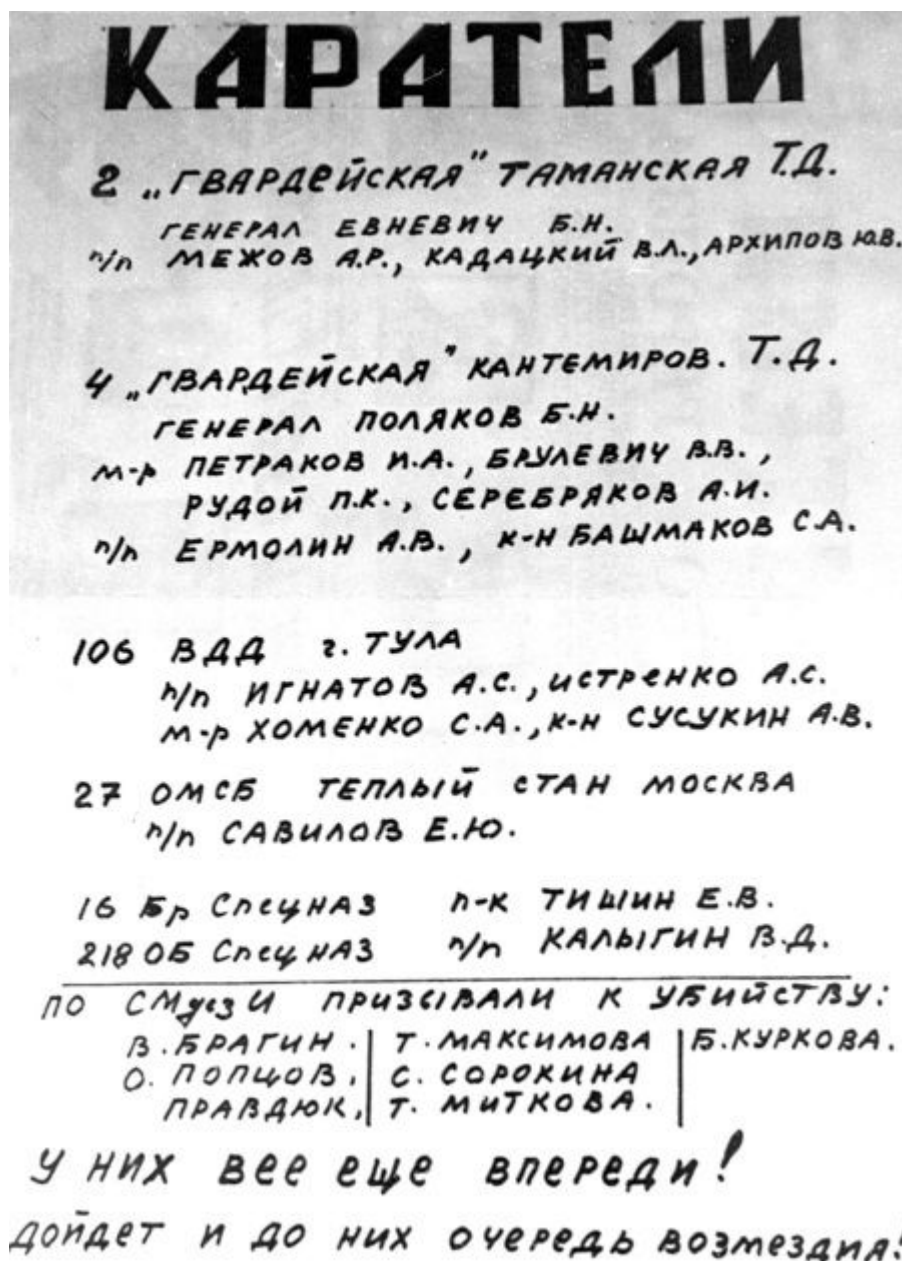 КАРАТЕЛИ
2 „ГВАРДЕЙСКАЯ" ТАМАНСКАЯ Т.Д.
ГЕНЕРАЛ ЕВНЕВИЧ Б.Н.
п/п МЕЖОВ А.Р., КАДАЦКИЙ В.Л., АРХИПОВ Ю.В.
4 „ГВАРДЕЙСКАЯ" КАНТЕМИРОВ. Т.Д.
ГЕНЕРАЛ ПОЛЯКОВ Б.Н.
м-р ПЕТРАКОВ И.А., БРУЛЕВИЧ В.В.,
РУДОЙ П.К., СЕРЕБРЯКОВ А.И.
п/п ЕРМОЛИН А.В., к-н БАШМАКОВ С.А.
106 ВДД г. ТУЛА
п/п ИГНАТОВ А.С., ИСТРЕНКО А.С.
м-р ХОМЕНКО С.А., к-н СУСУКИН А.В.
27 ОМСБ ТЕПЛЫЙ СТАН МОСКВА
п/п САВИЛОВ Е.Ю.
16 Бр СпецНАЗ п-к ТИШИН Е.В.
218 ОБ СпецНАЗ п/п КАЛЫГИН В.Д.
ПО СМуезИ ПРИЗЫВАЛИ К УБИЙСТВУ:
В. БРАГИН. Т. МАКСИМОВА Б. КУРКОВА.
О. ПОПЦОВ, С. СОРОКИНА
ПРАВДЮК, Т. МИТКОВА.
У НИХ ВСЕ ЕЩЕ ВПЕРЕДИ!
ДОЙДЕТ И ДО НИХ ОЧЕРЕДЬ ВОЗМЕЗДИЯ!